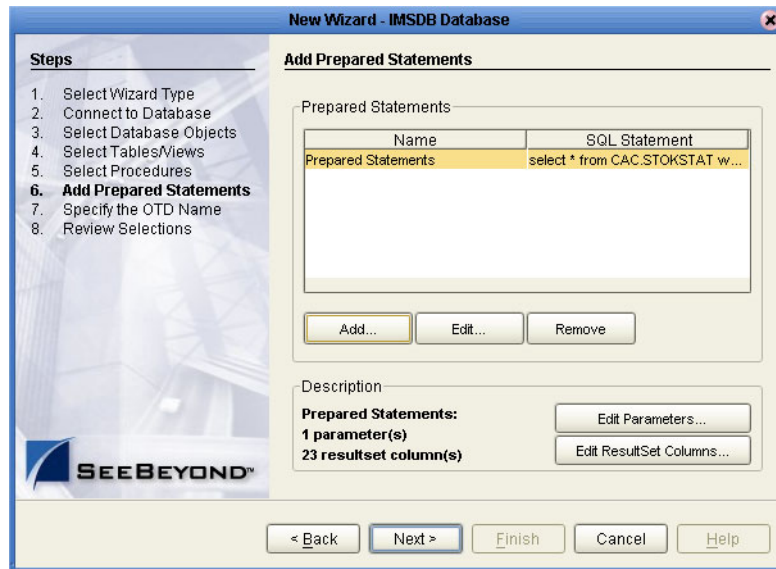 New Wizard - IMSDB Database
Steps
1. Select Wizard Type
2. Connect to Database
3. Select Database Objects
4. Select Tables/Views
5. Select Procedures
6. Add Prepared Statements
7. Specify the OTD Name
8. Review Selections
SEEBEYOND™
Add Prepared Statements
Prepared Statements
Name SQL Statement
Prepared Statements select * from CAC.STOKSTAT w...
Add... Edit... Remove
Description
Prepared Statements:
1 parameter(s)
23 resultset column(s)
Edit Parameters...
Edit ResultSet Columns...
< Back Next > Finish Cancel Help